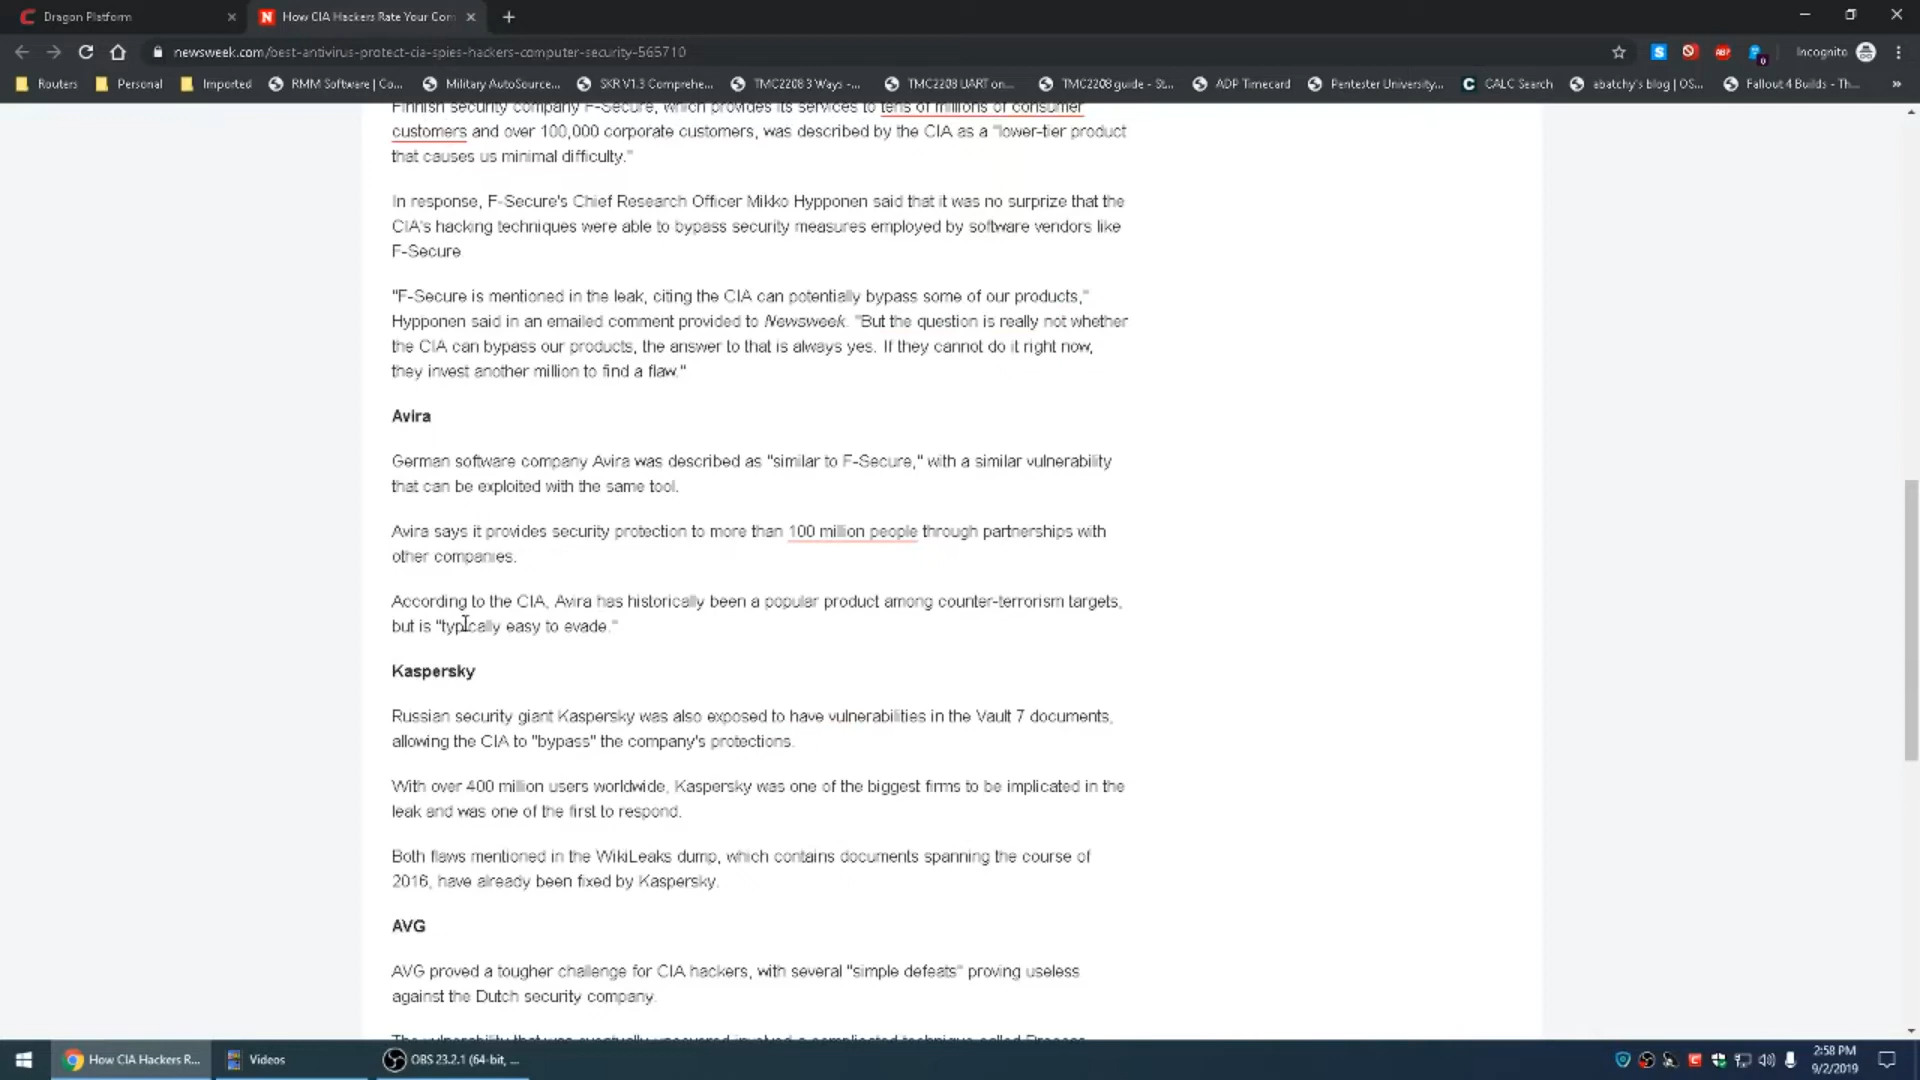 Dragon Platform
How CIA Hackers Rate Your Com
newsweek.com/best-antivirus-protect-cia-spies-hackers-computer-security-565710
Incognito
Routers
Personal
Imported
RMM Software | Co...
Military AutoSource...
SKR V1.3 Comprehe...
TMC2208 3 Ways -...
TMC2208 UART on...
TMC2208 guide - St...
ADP Timecard
Pentester University...
CALC Search
abatchy's blog | OS...
Fallout 4 Builds - Th...
»
Finnish security company F-Secure, which provides its services to tens of millions of consumer
customers and over 100,000 corporate customers, was described by the CIA as a "lower-tier product
that causes us minimal difficulty."
In response, F-Secure's Chief Research Officer Mikko Hypponen said that it was no surprize that the
CIA's hacking techniques were able to bypass security measures employed by software vendors like
F-Secure
"F-Secure is mentioned in the leak, citing the CIA can potentially bypass some of our products,"
Hypponen said in an emailed comment provided to Newsweek. "But the question is really not whether
the CIA can bypass our products, the answer to that is always yes. If they cannot do it right now,
they invest another million to find a flaw."
Avira
German software company Avira was described as "similar to F-Secure," with a similar vulnerability
that can be exploited with the same tool.
Avira says it provides security protection to more than 100 million people through partnerships with
other companies.
According to the CIA, Avira has historically been a popular product among counter-terrorism targets,
but is "typically easy to evade."
Kaspersky
Russian security giant Kaspersky was also exposed to have vulnerabilities in the Vault 7 documents,
allowing the CIA to "bypass" the company's protections.
With over 400 million users worldwide, Kaspersky was one of the biggest firms to be implicated in the
leak and was one of the first to respond.
Both flaws mentioned in the WikiLeaks dump, which contains documents spanning the course of
2016, have already been fixed by Kaspersky.
AVG
AVG proved a tougher challenge for CIA hackers, with several "simple defeats" proving useless
against the Dutch security company.
The vulnerability that was eventually uncovered involved a complicated technique called Process
How CIA Hackers R...
Videos
OBS 23.2.1 (64-bit, ...
2:58 PM
9/2/2019